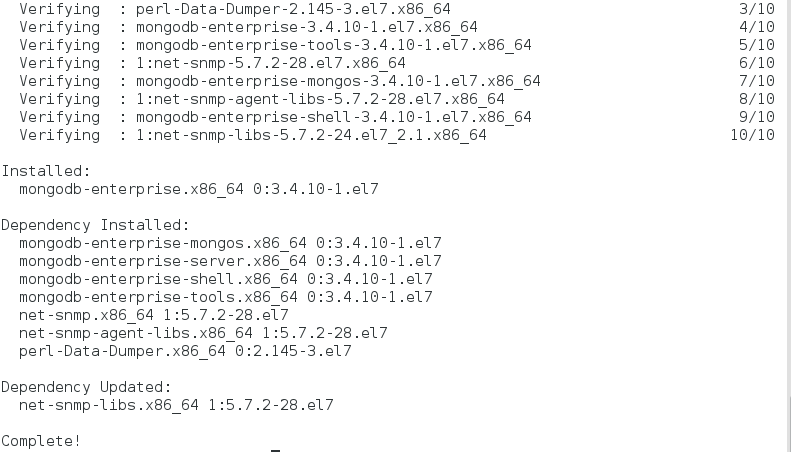 Verifying  : perl-Data-Dumper-2.145-3.el7.x86_64 3/10
Verifying  : mongodb-enterprise-3.4.10-1.el7.x86_64 4/10
Verifying  : mongodb-enterprise-tools-3.4.10-1.el7.x86_64 5/10
Verifying  : 1:net-snmp-5.7.2-28.el7.x86_64 6/10
Verifying  : mongodb-enterprise-mongos-3.4.10-1.el7.x86_64 7/10
Verifying  : 1:net-snmp-agent-libs-5.7.2-28.el7.x86_64 8/10
Verifying  : mongodb-enterprise-shell-3.4.10-1.el7.x86_64 9/10
Verifying  : 1:net-snmp-libs-5.7.2-24.el7_2.1.x86_64 10/10
Installed:
mongodb-enterprise.x86_64 0:3.4.10-1.el7
Dependency Installed:
mongodb-enterprise-mongos.x86_64 0:3.4.10-1.el7
mongodb-enterprise-server.x86_64 0:3.4.10-1.el7
mongodb-enterprise-shell.x86_64 0:3.4.10-1.el7
mongodb-enterprise-tools.x86_64 0:3.4.10-1.el7
net-snmp.x86_64 1:5.7.2-28.el7
net-snmp-agent-libs.x86_64 1:5.7.2-28.el7
perl-Data-Dumper.x86_64 0:2.145-3.el7
Dependency Updated:
net-snmp-libs.x86_64 1:5.7.2-28.el7
Complete!